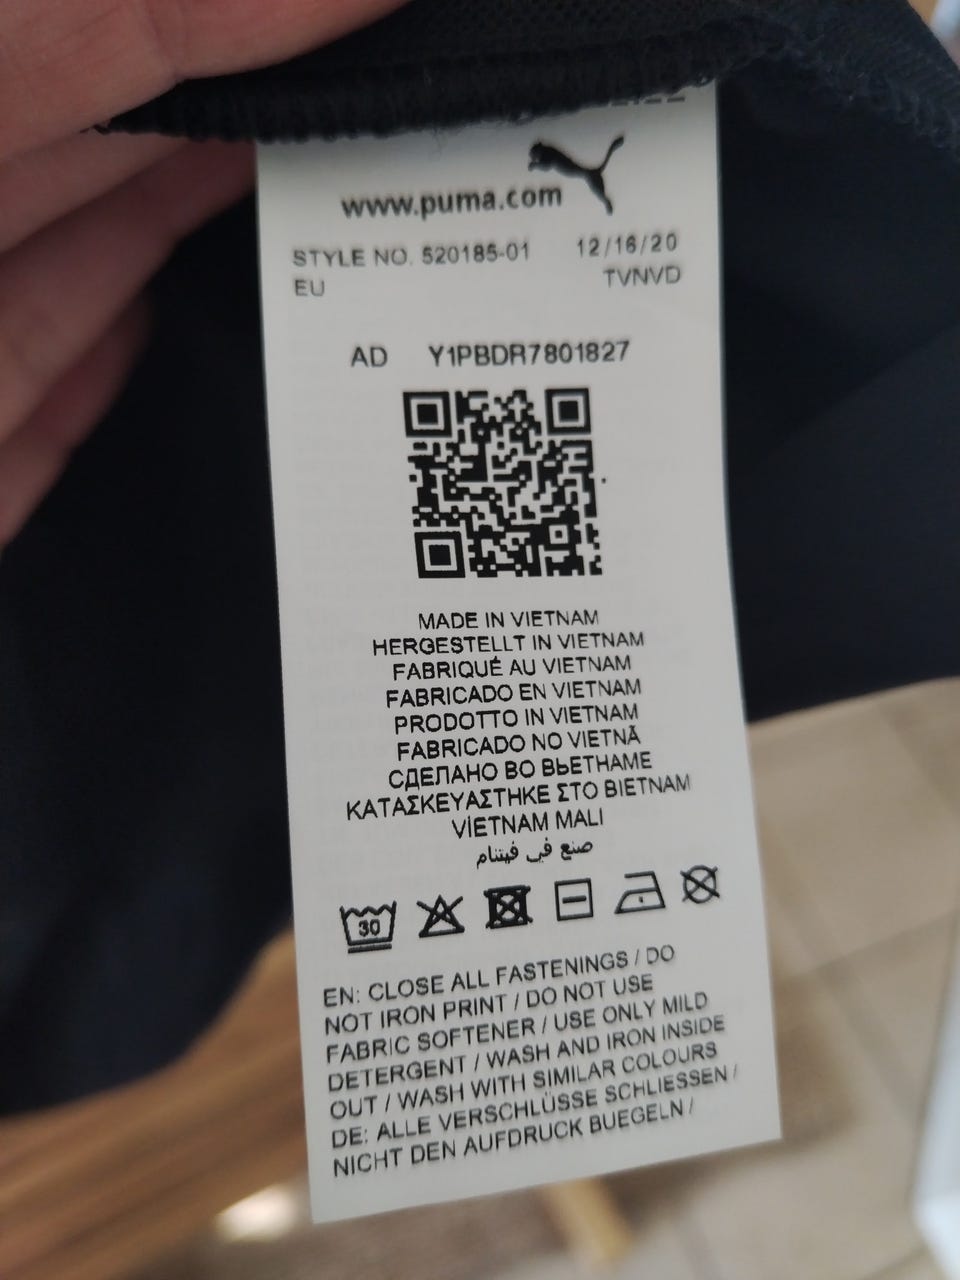 www.puma.com
STYLE NO. 520185-01 12/16/20
EU TVNVD
AD Y1PBDR7801827
MADE IN VIETNAM
HERGESTELLT IN VIETNAM
FABRIQUÉ AU VIETNAM
FABRICADO EN VIETNAM
PRODOTTO IN VIETNAM
FABRICADO NO VIETNÃ
СДЕЛАНО ВО ВЬЕТНАМЕ
ΚΑΤΑΣΚΕΥΑΣΤΗΚΕ ΣΤΟ ΒΙΕΤΝΑΜ
VİETNAM MALI
صنع في فيتنام
30
EN: CLOSE ALL FASTENINGS / DO
NOT IRON PRINT / DO NOT USE
FABRIC SOFTENER / USE ONLY MILD
DETERGENT / WASH AND IRON INSIDE
OUT / WASH WITH SIMILAR COLOURS
DE: ALLE VERSCHLÜSSE SCHLIESSEN /
NICHT DEN AUFDRUCK BUEGELN /